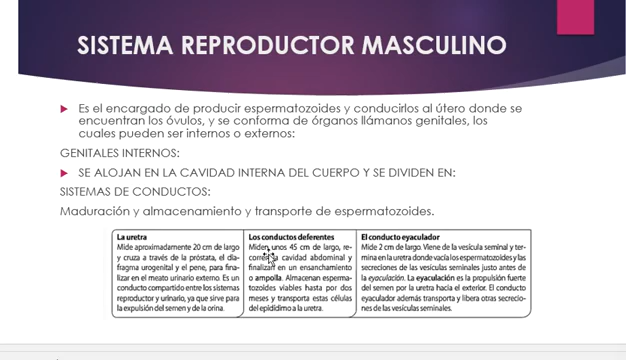 SISTEMA REPRODUCTOR MASCULINO
Es el encargado de producir espermatozoides y conducirlos al útero donde se
encuentran los óvulos, y se conforma de órganos llámanos genitales, los
cuales pueden ser internos o externos:
GENITALES INTERNOS:
SE ALOJAN EN LA CAVIDAD INTERNA DEL CUERPO Y SE DIVIDEN EN:
SISTEMAS DE CONDUCTOS:
Maduración y almacenamiento y transporte de espermatozoides.
La uretra
Mide aproximadamente 20 cm de largo
y cruza a través de la próstata, el dia-
fragma urogenital y el pene, para fina-
lizar en el meato urinario externo. Es un
conducto compartido entre los sistemas
reproductor y urinario, ya que sirve para
la expulsión del semen y de la orina.
Los conductos deferentes
Miden unos 45 cm de largo, re-
corren la cavidad abdominal y
finalizan en un ensanchamiento
o ampolla. Almacenan esperma-
tozoides viables hasta por dos
meses y transporta estas células
del epidídimo a la uretra.
El conducto eyaculador
Mide 2 cm de largo. Viene de la vesícula seminal y ter-
mina en la uretra donde vacía los espermatozoides y las
secreciones de las vesículas seminales justo antes de
la eyaculación. La eyaculación es la propulsión fuerte
del semen por la uretra hacia el exterior. El conducto
eyaculador además transporta y libera otras secrecio-
nes de las vesículas seminales.